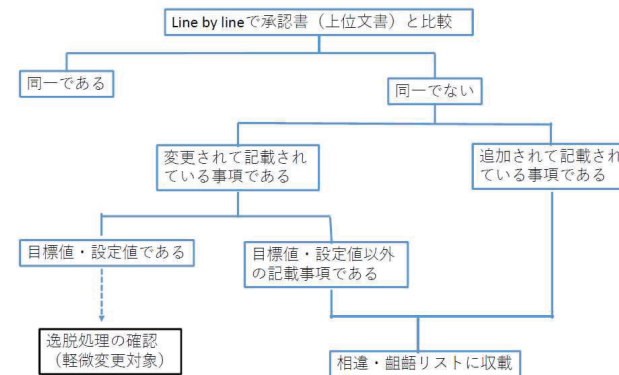 Line by lineで承認書（上位文書）と比較
同一である
同一でない
変更されて記載され
ている事項である
追加されて記載され
ている事項である
目標値・設定値である
目標値・設定値以外
の記載事項である
逸脱処理の確認
（軽微変更対象）
相違・齟齬リストに収載